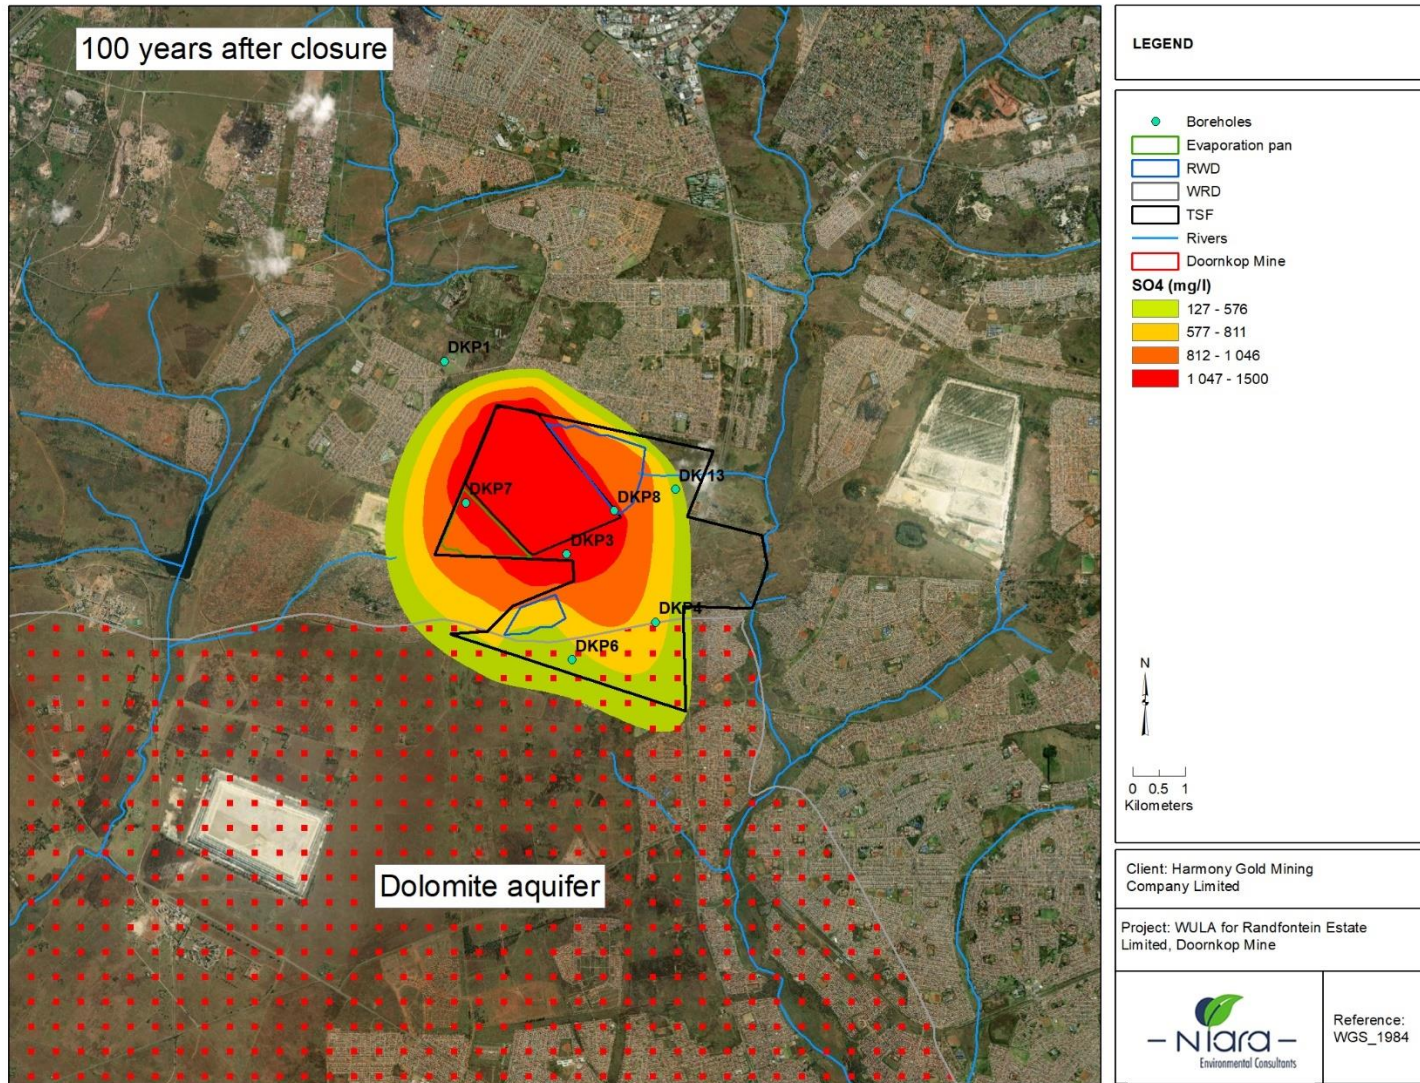 100 years after closure
DKP1
DKP7
DKP8
DK 13
DKP3
DKP4
DKP6
Dolomite aquifer
LEGEND
Boreholes
Evaporation pan
RWD
WRD
TSF
Rivers
Doornkop Mine
SO4 (mg/l)
127 - 576
577 - 811
812 - 1 046
1 047 - 1500
N
0 0.5 1
Kilometers
Client: Harmony Gold Mining
Company Limited
Project: WULA for Randfontein Estate
Limited, Doornkop Mine
– NIara –
Environmental Consultants
Reference:
WGS_1984